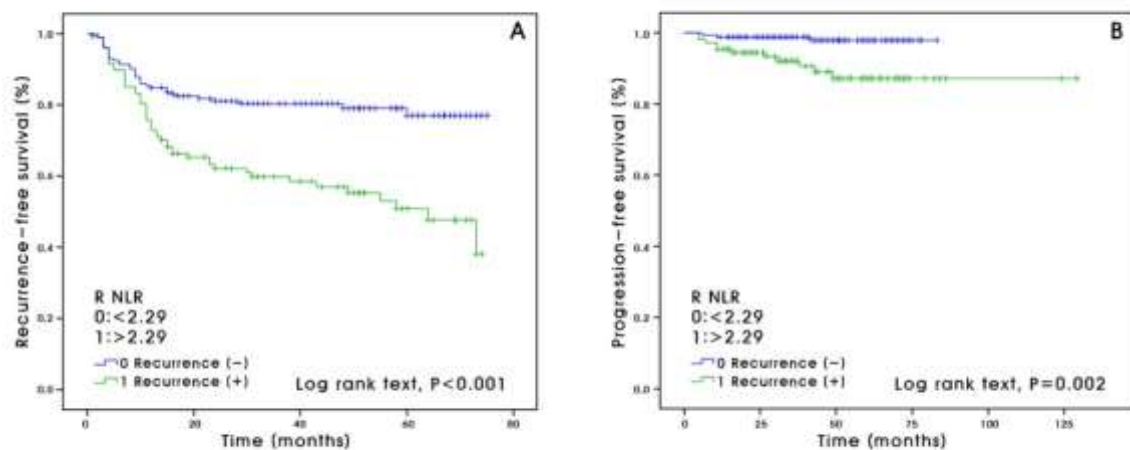 A
Recurrence-free survival (%)
1.0
0.8
0.6
0.4
0.2
0.0
R NLR
0:<2.29
1:>2.29
0 Recurrence (-)
1 Recurrence (+)
Log rank text, P<0.001
0 20 40 60 80
Time (months)
B
Progression-free survival (%)
1.0
0.8
0.6
0.4
0.2
0.0
R NLR
0:<2.29
1:>2.29
0 Recurrence (-)
1 Recurrence (+)
Log rank text, P=0.002
0 25 50 75 100 125
Time (months)